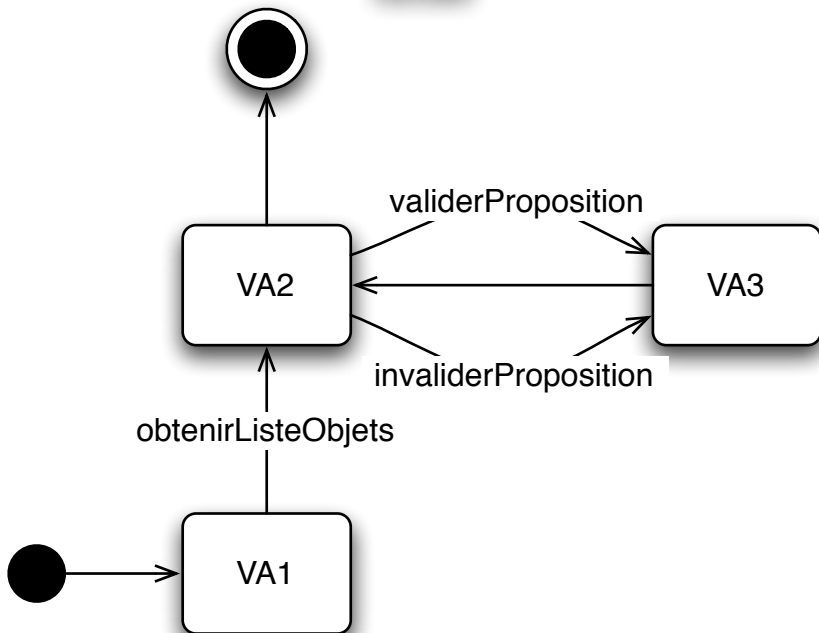 validerProposition
VA2
VA3
invaliderProposition
obtenirListeObjets
VA1